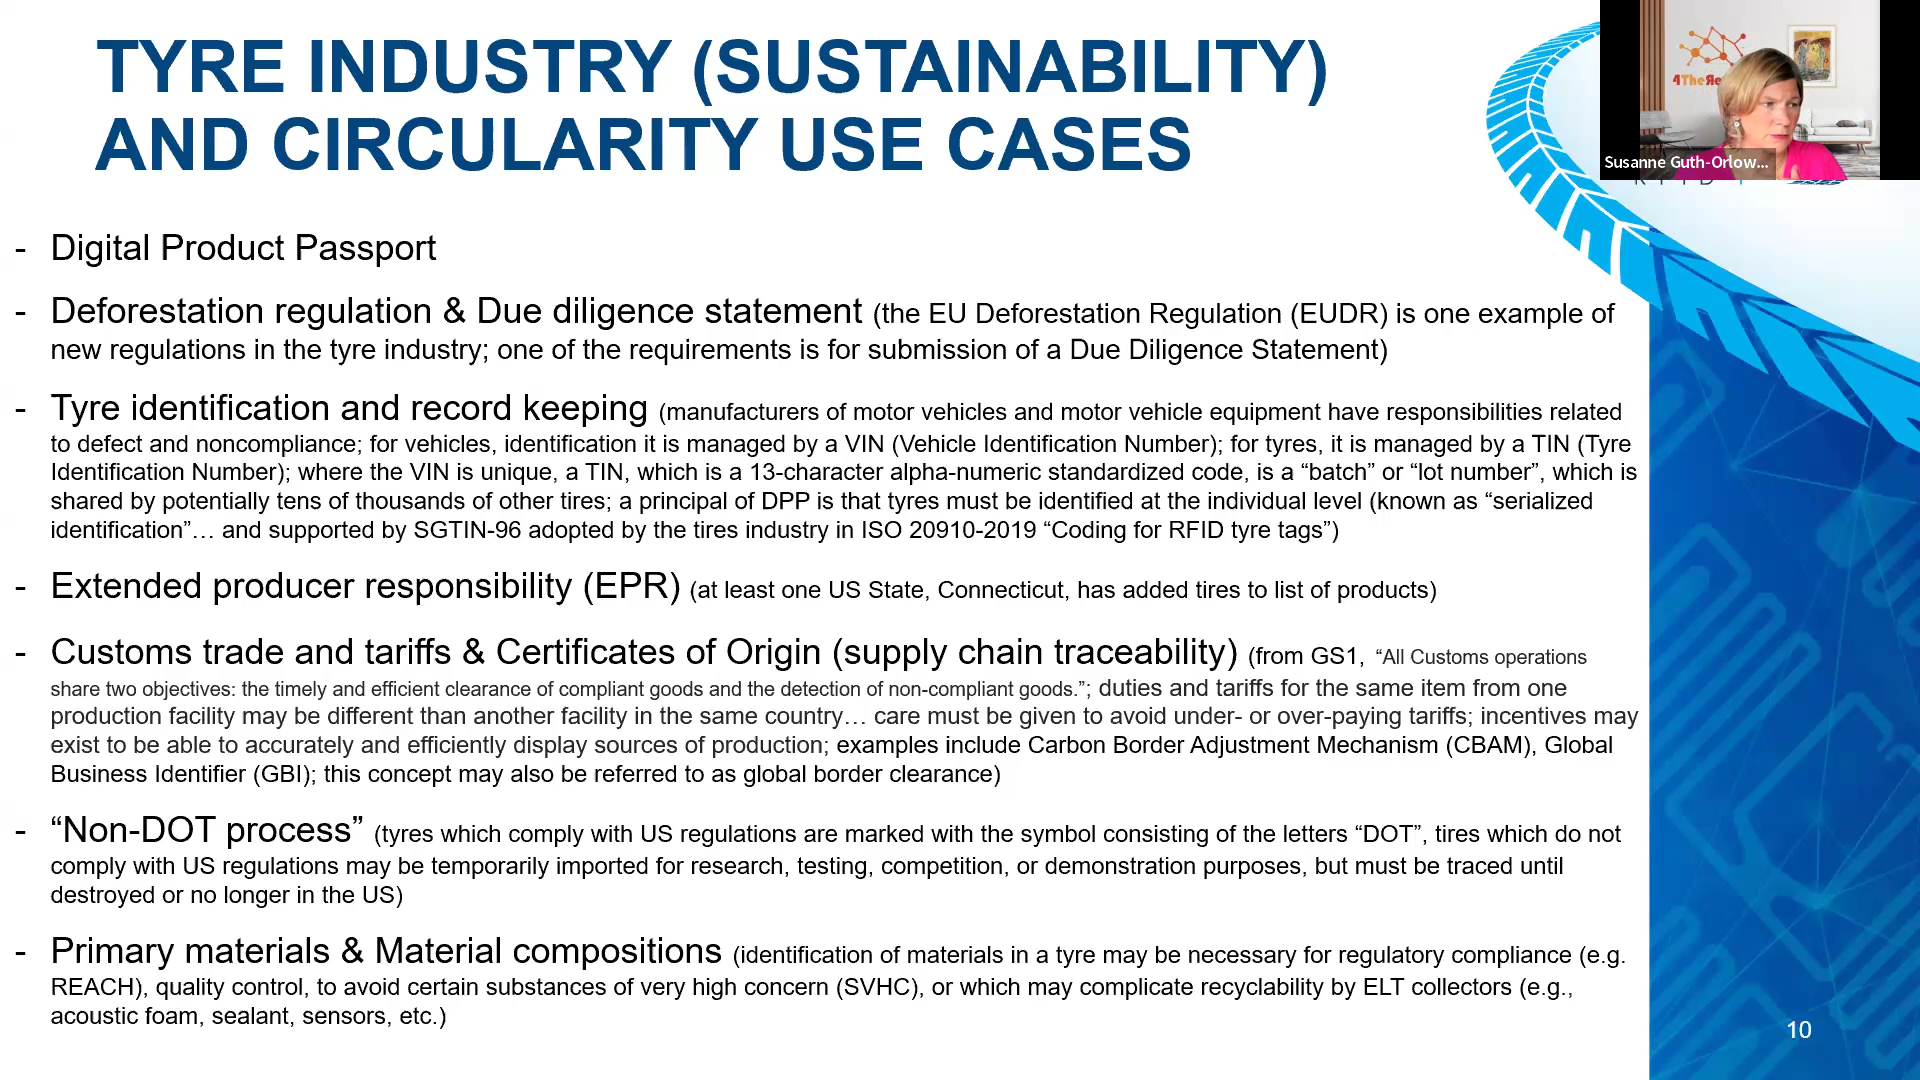 TYRE INDUSTRY (SUSTAINABILITY)
AND CIRCULARITY USE CASES
Susanne Guth-Orlow...
- Digital Product Passport
- Deforestation regulation & Due diligence statement (the EU Deforestation Regulation (EUDR) is one example of
new regulations in the tyre industry; one of the requirements is for submission of a Due Diligence Statement)
- Tyre identification and record keeping (manufacturers of motor vehicles and motor vehicle equipment have responsibilities related
to defect and noncompliance; for vehicles, identification it is managed by a VIN (Vehicle Identification Number); for tyres, it is managed by a TIN (Tyre
Identification Number); where the VIN is unique, a TIN, which is a 13-character alpha-numeric standardized code, is a “batch” or “lot number”, which is
shared by potentially tens of thousands of other tires; a principal of DPP is that tyres must be identified at the individual level (known as “serialized
identification”… and supported by SGTIN-96 adopted by the tires industry in ISO 20910-2019 “Coding for RFID tyre tags”)
- Extended producer responsibility (EPR) (at least one US State, Connecticut, has added tires to list of products)
- Customs trade and tariffs & Certificates of Origin (supply chain traceability) (from GS1, “All Customs operations
share two objectives: the timely and efficient clearance of compliant goods and the detection of non-compliant goods.”; duties and tariffs for the same item from one
production facility may be different than another facility in the same country… care must be given to avoid under- or over-paying tariffs; incentives may
exist to be able to accurately and efficiently display sources of production; examples include Carbon Border Adjustment Mechanism (CBAM), Global
Business Identifier (GBI); this concept may also be referred to as global border clearance)
- “Non-DOT process” (tyres which comply with US regulations are marked with the symbol consisting of the letters “DOT”, tires which do not
comply with US regulations may be temporarily imported for research, testing, competition, or demonstration purposes, but must be traced until
destroyed or no longer in the US)
- Primary materials & Material compositions (identification of materials in a tyre may be necessary for regulatory compliance (e.g.
REACH), quality control, to avoid certain substances of very high concern (SVHC), or which may complicate recyclability by ELT collectors (e.g.,
acoustic foam, sealant, sensors, etc.)
10